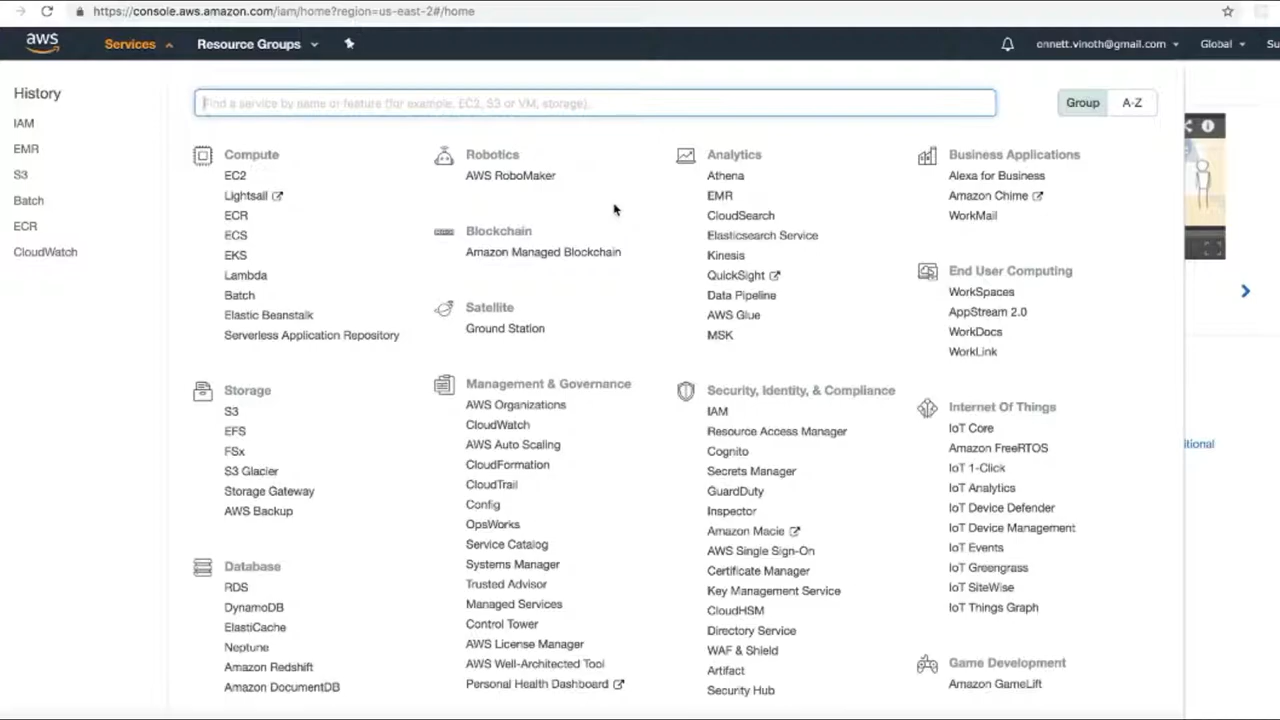 https://console.aws.amazon.com/iam/home?region=us-east-2#/home
aws Services Resource Groups onnett.vinoth@gmail.com Global Su
History
IAM
EMR
S3
Batch
ECR
CloudWatch
Find a service by name or feature (for example, EC2, S3 or VM, storage).
Group A-Z
Compute
EC2
Lightsail
ECR
ECS
EKS
Lambda
Batch
Elastic Beanstalk
Serverless Application Repository
Storage
S3
EFS
FSx
S3 Glacier
Storage Gateway
AWS Backup
Database
RDS
DynamoDB
ElastiCache
Neptune
Amazon Redshift
Amazon DocumentDB
Robotics
AWS RoboMaker
Blockchain
Amazon Managed Blockchain
Satellite
Ground Station
Management & Governance
AWS Organizations
CloudWatch
AWS Auto Scaling
CloudFormation
CloudTrail
Config
OpsWorks
Service Catalog
Systems Manager
Trusted Advisor
Managed Services
Control Tower
AWS License Manager
AWS Well-Architected Tool
Personal Health Dashboard
Analytics
Athena
EMR
CloudSearch
Elasticsearch Service
Kinesis
QuickSight
Data Pipeline
AWS Glue
MSK
Security, Identity, & Compliance
IAM
Resource Access Manager
Cognito
Secrets Manager
GuardDuty
Inspector
Amazon Macie
AWS Single Sign-On
Certificate Manager
Key Management Service
CloudHSM
Directory Service
WAF & Shield
Artifact
Security Hub
Business Applications
Alexa for Business
Amazon Chime
WorkMail
End User Computing
WorkSpaces
AppStream 2.0
WorkDocs
WorkLink
Internet Of Things
IoT Core
Amazon FreeRTOS
IoT 1-Click
IoT Analytics
IoT Device Defender
IoT Device Management
IoT Events
IoT Greengrass
IoT SiteWise
IoT Things Graph
Game Development
Amazon GameLift
itional